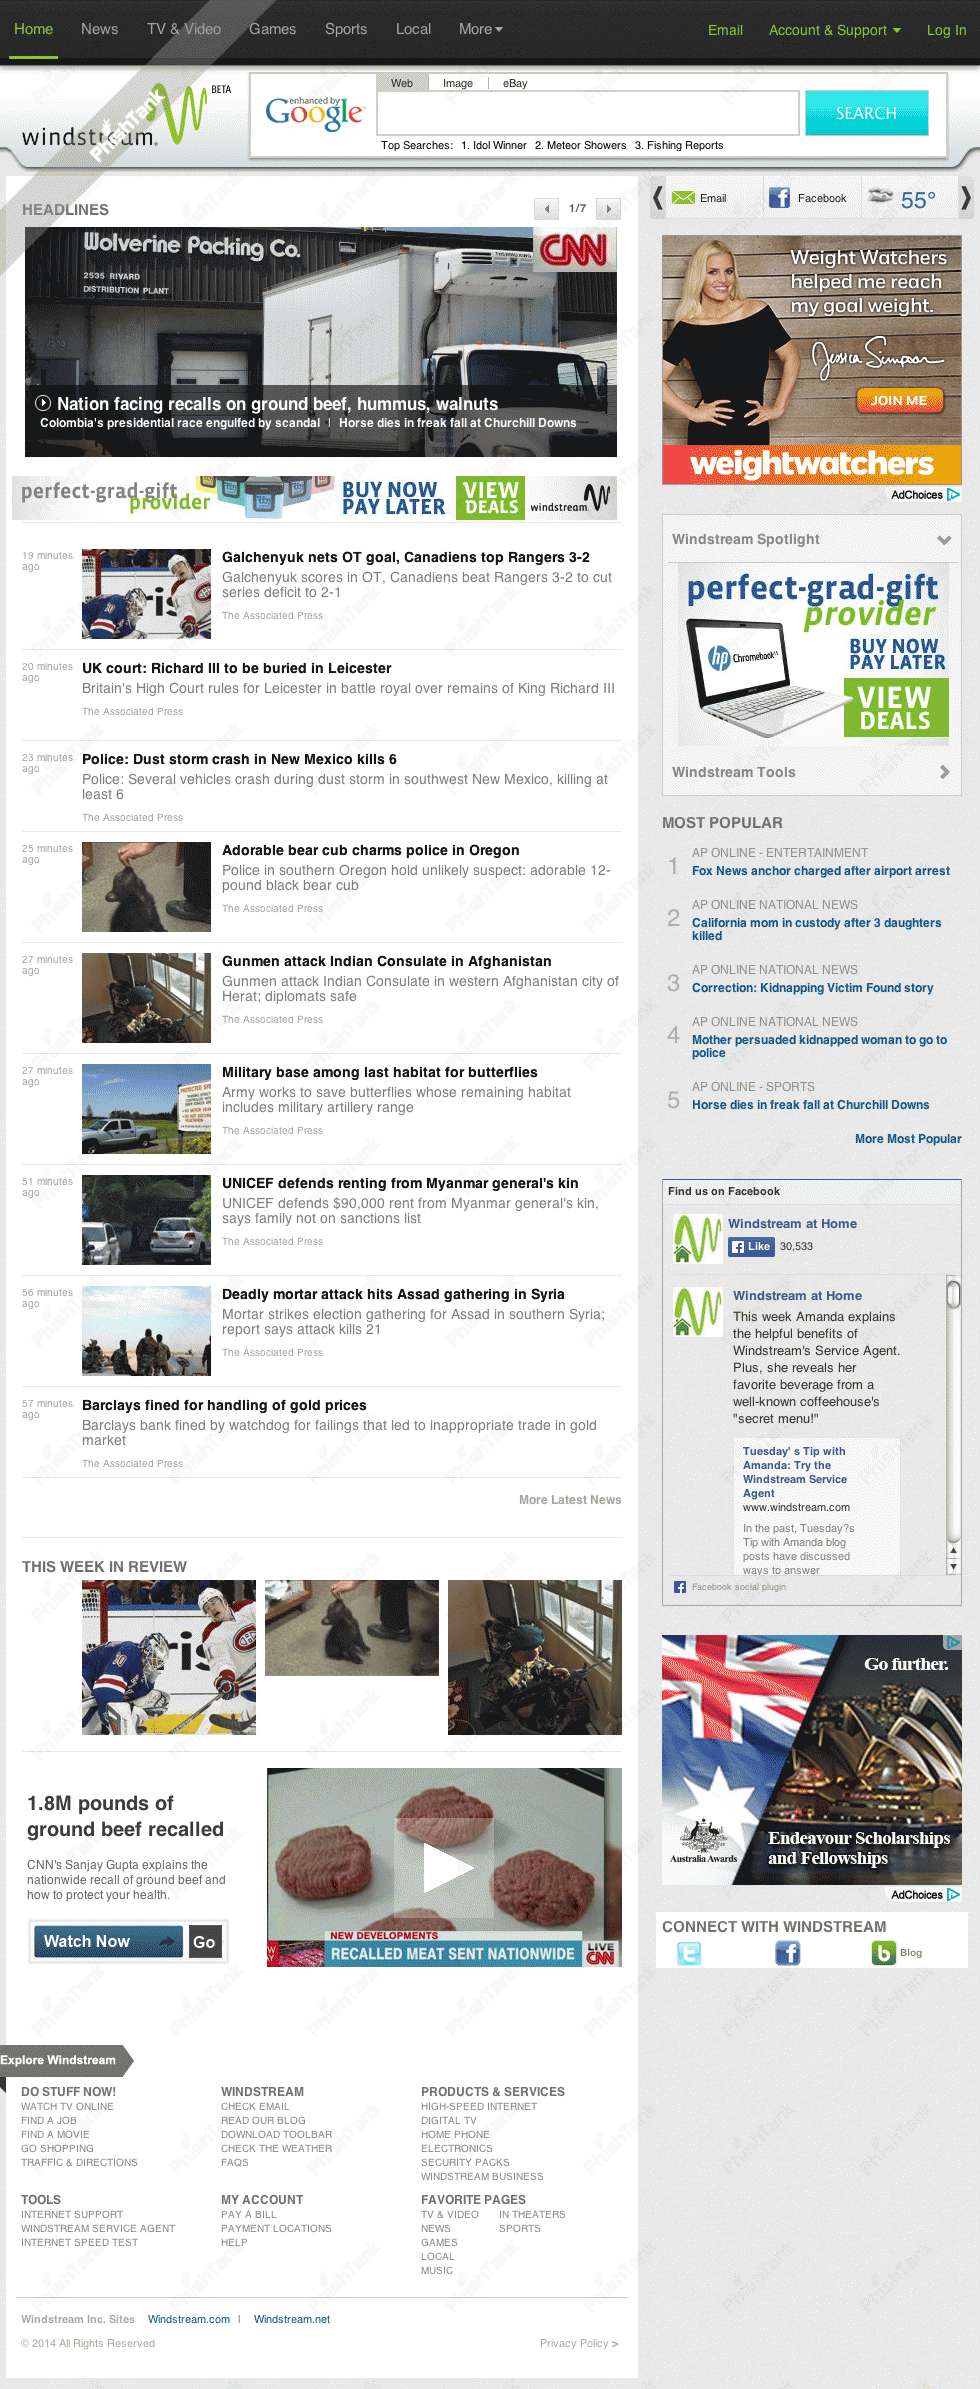 Home News TV & Video Games Sports Local More Email Account & Support Log In
PhishTank
windstream. BETA
Web Image eBay
enhanced by Google
SEARCH
Top Searches: 1. Idol Winner 2. Meteor Showers 3. Fishing Reports
HEADLINES 1/7
Wolverine Packing Co.
2535 RIVARD
DISTRIBUTION PLANT
CNN
Nation facing recalls on ground beef, hummus, walnuts
Colombia's presidential race engulfed by scandal | Horse dies in freak fall at Churchill Downs
perfect-grad-gift provider BUY NOW PAY LATER VIEW DEALS windstream
19 minutes ago
Galchenyuk nets OT goal, Canadiens top Rangers 3-2
Galchenyuk scores in OT, Canadiens beat Rangers 3-2 to cut
series deficit to 2-1
The Associated Press
20 minutes ago
UK court: Richard III to be buried in Leicester
Britain's High Court rules for Leicester in battle royal over remains of King Richard III
The Associated Press
23 minutes ago
Police: Dust storm crash in New Mexico kills 6
Police: Several vehicles crash during dust storm in southwest New Mexico, killing at
least 6
The Associated Press
25 minutes ago
Adorable bear cub charms police in Oregon
Police in southern Oregon hold unlikely suspect: adorable 12-
pound black bear cub
The Associated Press
27 minutes ago
Gunmen attack Indian Consulate in Afghanistan
Gunmen attack Indian Consulate in western Afghanistan city of
Herat; diplomats safe
The Associated Press
27 minutes ago
Military base among last habitat for butterflies
Army works to save butterflies whose remaining habitat
includes military artillery range
The Associated Press
51 minutes ago
UNICEF defends renting from Myanmar general's kin
UNICEF defends $90,000 rent from Myanmar general's kin,
says family not on sanctions list
The Associated Press
56 minutes ago
Deadly mortar attack hits Assad gathering in Syria
Mortar strikes election gathering for Assad in southern Syria;
report says attack kills 21
The Associated Press
57 minutes ago
Barclays fined for handling of gold prices
Barclays bank fined by watchdog for failings that led to inappropriate trade in gold
market
The Associated Press
More Latest News
THIS WEEK IN REVIEW
1.8M pounds of
ground beef recalled
CNN's Sanjay Gupta explains the
nationwide recall of ground beef and
how to protect your health.
Watch Now Go
NEW DEVELOPMENTS
RECALLED MEAT SENT NATIONWIDE
LIVE
CNN
Email Facebook 55°
Weight Watchers
helped me reach
my goal weight.
Jessica Simpson
JOIN ME
weightwatchers
AdChoices
Windstream Spotlight
perfect-grad-gift
provider
hp Chromebook
BUY NOW
PAY LATER
VIEW
DEALS
Windstream Tools
MOST POPULAR
1 AP ONLINE - ENTERTAINMENT
Fox News anchor charged after airport arrest
2 AP ONLINE NATIONAL NEWS
California mom in custody after 3 daughters
killed
3 AP ONLINE NATIONAL NEWS
Correction: Kidnapping Victim Found story
4 AP ONLINE NATIONAL NEWS
Mother persuaded kidnapped woman to go to
police
5 AP ONLINE - SPORTS
Horse dies in freak fall at Churchill Downs
More Most Popular
Find us on Facebook
Windstream at Home
Like 30,533
Windstream at Home
This week Amanda explains
the helpful benefits of
Windstream's Service Agent.
Plus, she reveals her
favorite beverage from a
well-known coffeehouse's
"secret menu!"
Tuesday' s Tip with
Amanda: Try the
Windstream Service
Agent
www.windstream.com
In the past, Tuesday?s
Tip with Amanda blog
posts have discussed
ways to answer
Facebook social plugin
Go further.
Australia Awards
Endeavour Scholarships
and Fellowships
AdChoices
CONNECT WITH WINDSTREAM
Blog
Explore Windstream
DO STUFF NOW! WINDSTREAM PRODUCTS & SERVICES
WATCH TV ONLINE CHECK EMAIL HIGH-SPEED INTERNET
FIND A JOB READ OUR BLOG DIGITAL TV
FIND A MOVIE DOWNLOAD TOOLBAR HOME PHONE
GO SHOPPING CHECK THE WEATHER ELECTRONICS
TRAFFIC & DIRECTIONS FAQS SECURITY PACKS
WINDSTREAM BUSINESS
TOOLS MY ACCOUNT FAVORITE PAGES
INTERNET SUPPORT PAY A BILL TV & VIDEO IN THEATERS
WINDSTREAM SERVICE AGENT PAYMENT LOCATIONS NEWS SPORTS
INTERNET SPEED TEST HELP GAMES
LOCAL
MUSIC
Windstream Inc. Sites Windstream.com | Windstream.net
© 2014 All Rights Reserved Privacy Policy >